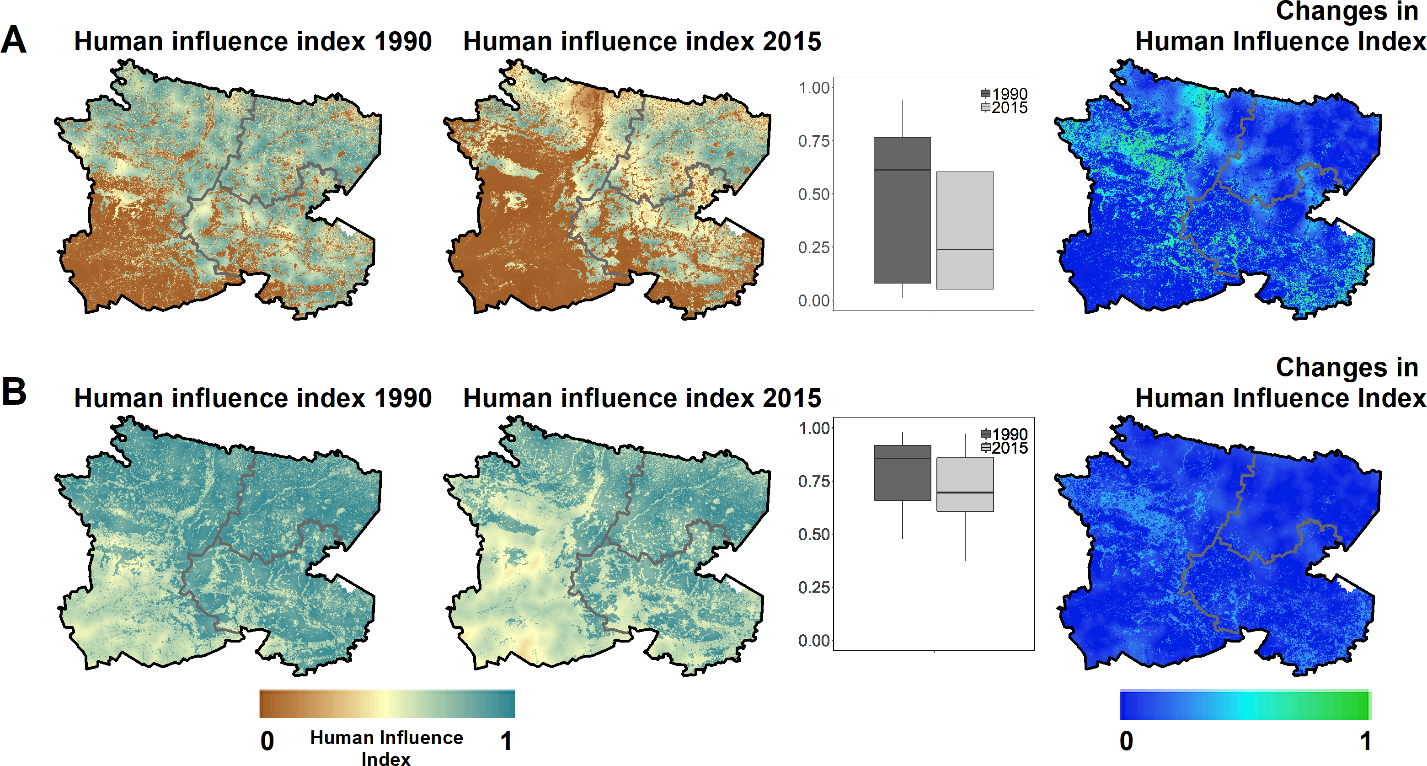 A
Human influence index 1990
Human influence index 2015
Changes in
Human Influence Index
1.00
0.75
0.50
0.25
0.00
1990
2015
B
Human influence index 1990
Human influence index 2015
Changes in
Human Influence Index
1.00
0.75
0.50
0.25
0.00
1990
2015
0
Human Influence
Index
1
0
1